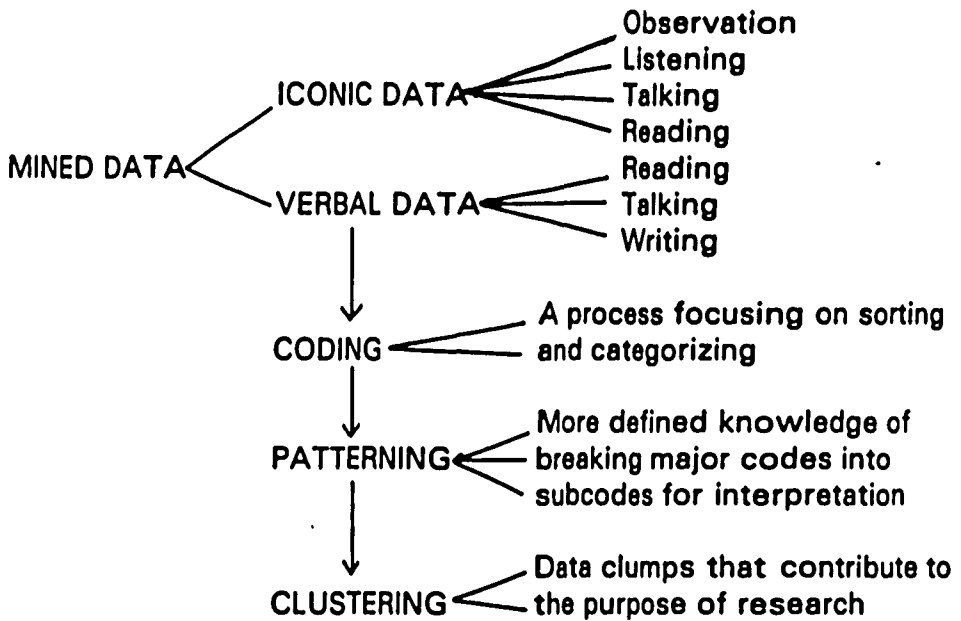 Observation
ICONIC DATA
Listening
Talking
Reading
MINED DATA
Reading
VERBAL DATA
Talking
Writing
A process focusing on sorting
CODING
and categorizing
More defined knowledge of
PATTERNING
breaking major codes into
subcodes for interpretation
Data clumps that contribute to
CLUSTERING
the purpose of research